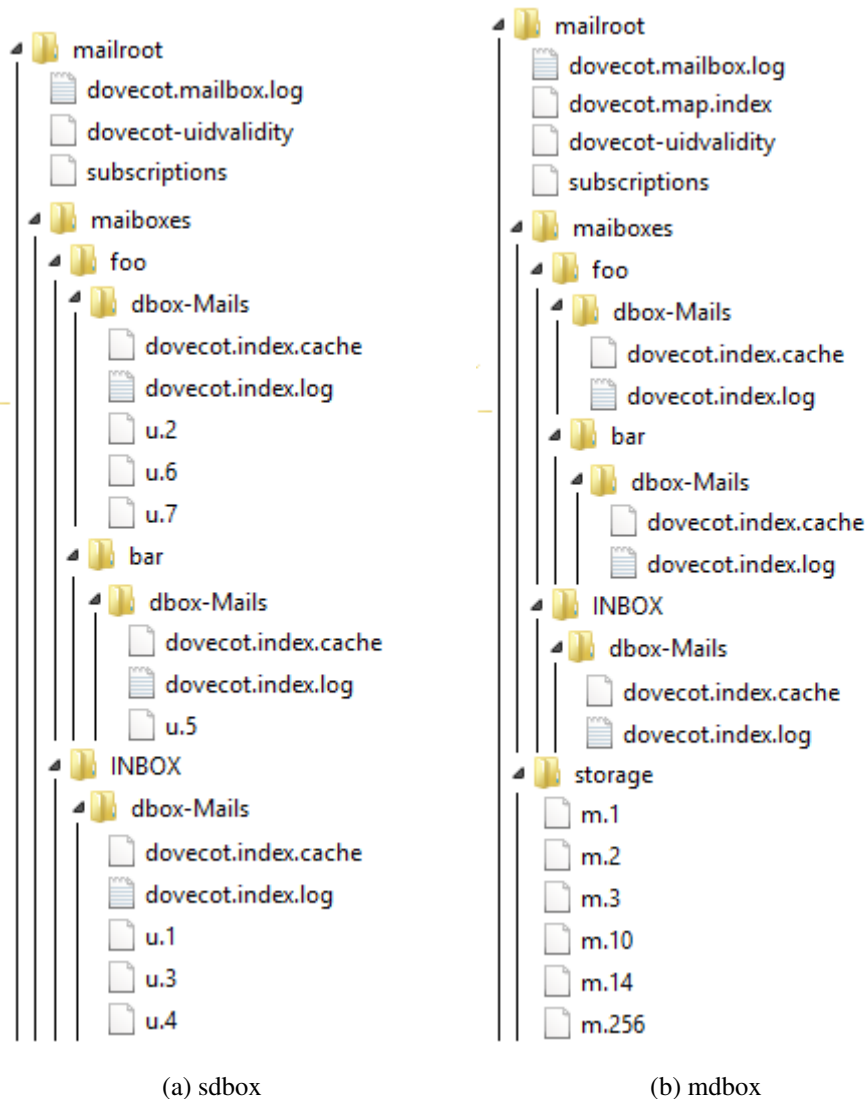 mailroot
dovecot.mailbox.log
dovecot-uidvalidity
subscriptions
maiboxes
foo
dbox-Mails
dovecot.index.cache
dovecot.index.log
u.2
u.6
u.7
bar
dbox-Mails
dovecot.index.cache
dovecot.index.log
u.5
INBOX
dbox-Mails
dovecot.index.cache
dovecot.index.log
u.1
u.3
u.4
(a) sdbox
mailroot
dovecot.mailbox.log
dovecot.map.index
dovecot-uidvalidity
subscriptions
maiboxes
foo
dbox-Mails
dovecot.index.cache
dovecot.index.log
bar
dbox-Mails
dovecot.index.cache
dovecot.index.log
INBOX
dbox-Mails
dovecot.index.cache
dovecot.index.log
storage
m.1
m.2
m.3
m.10
m.14
m.256
(b) mdbox